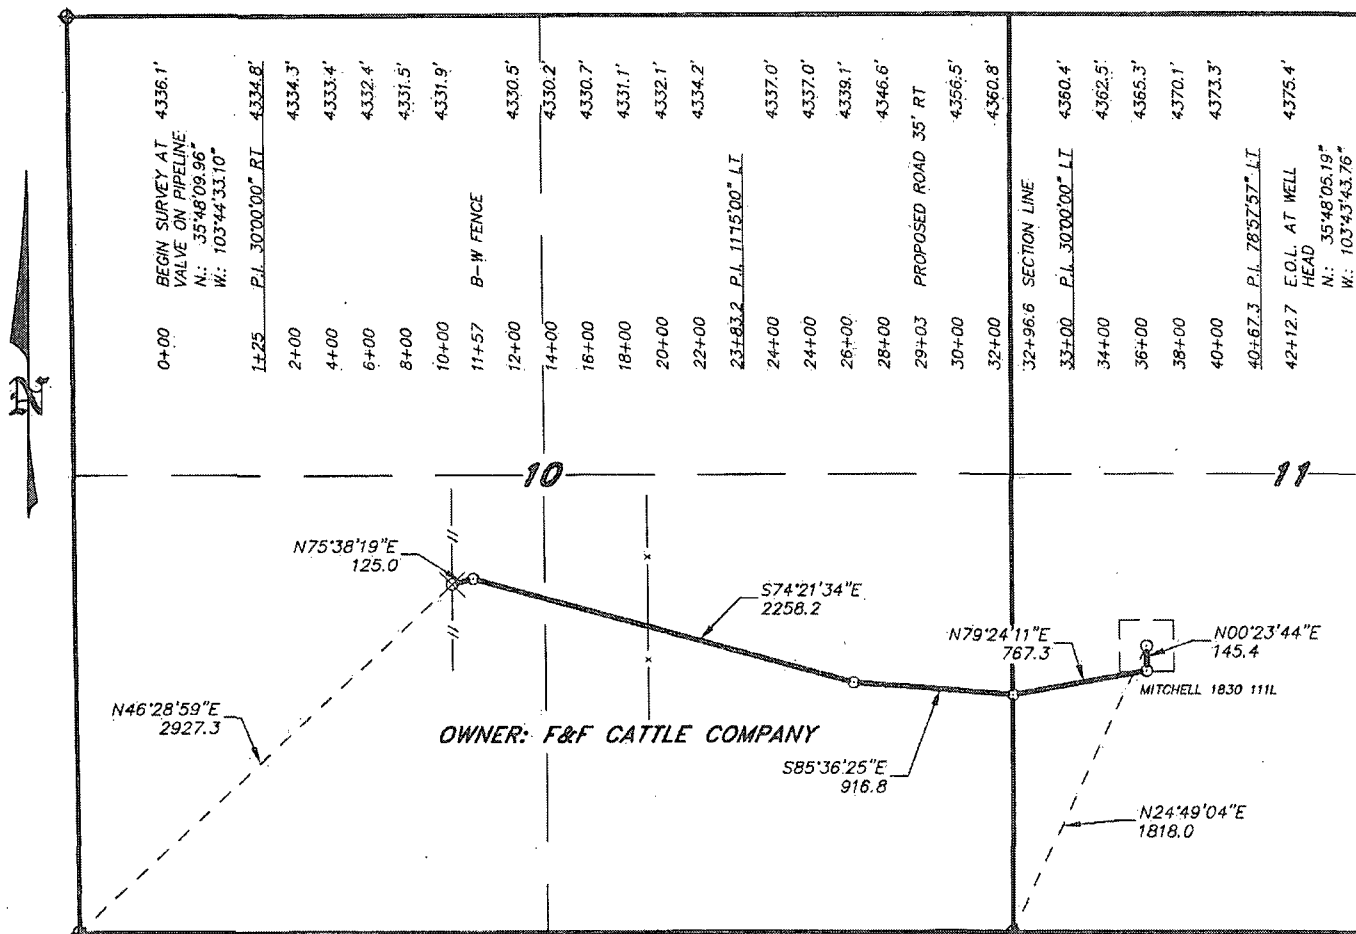 0+00 BEGIN SURVEY AT 4336.1'
VALVE ON PIPELINE
N.: 35°48'09.96"
W.: 103°44'33.10"
1+25 P.I. 30°00'00" RT 4334.8'
2+00 4334.3'
4+00 4333.4'
6+00 4332.4'
8+00 4331.5'
10+00 4331.9'
11+57 B-W FENCE
12+00 4330.5'
14+00 4330.2'
16+00 4330.7'
18+00 4331.1'
20+00 4332.1'
22+00 4334.2'
23+83.2 P.I. 11°15'00" LT
24+00 4337.0'
24+00 4337.0'
26+00 4339.1'
28+00 4346.6'
29+03 PROPOSED ROAD 35' RT
30+00 4356.5'
32+00 4360.8'
32+96.6 SECTION LINE
33+00 P.I. 30°00'00" LT 4360.4'
34+00 4362.5'
36+00 4365.3'
38+00 4370.1'
40+00 4373.3'
40+67.3 P.I. 78°57'57" LT
42+12.7 E.O.L. AT WELL 4375.4'
HEAD
N.: 35°48'05.19"
W.: 103°43'43.76"
N
10
11
N75°38'19"E
125.0
S74°21'34"E
2258.2
N79°24'11"E
767.3
N00°23'44"E
145.4
MITCHELL 1830 111L
N46°28'59"E
2927.3
OWNER: F&F CATTLE COMPANY
S85°36'25"E
916.8
N24°49'04"E
1818.0